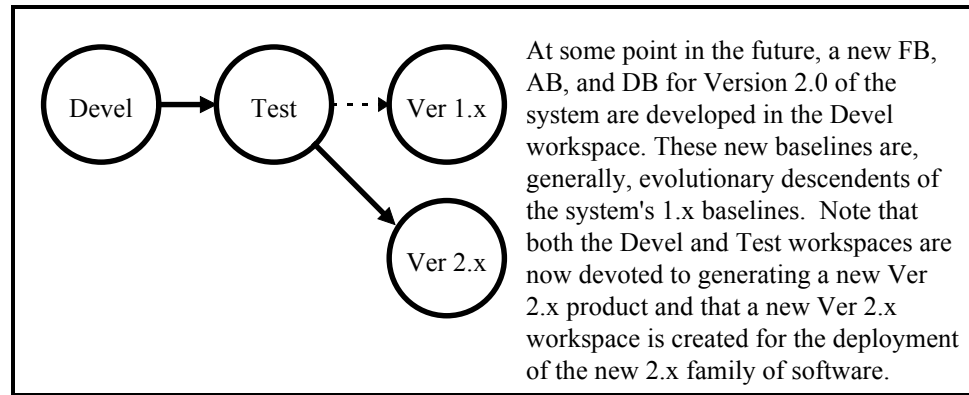 Devel
Test
Ver 1.x
Ver 2.x
At some point in the future, a new FB,
AB, and DB for Version 2.0 of the
system are developed in the Devel
workspace. These new baselines are,
generally, evolutionary descendents of
the system's 1.x baselines.  Note that
both the Devel and Test workspaces are
now devoted to generating a new Ver
2.x product and that a new Ver 2.x
workspace is created for the deployment
of the new 2.x family of software.